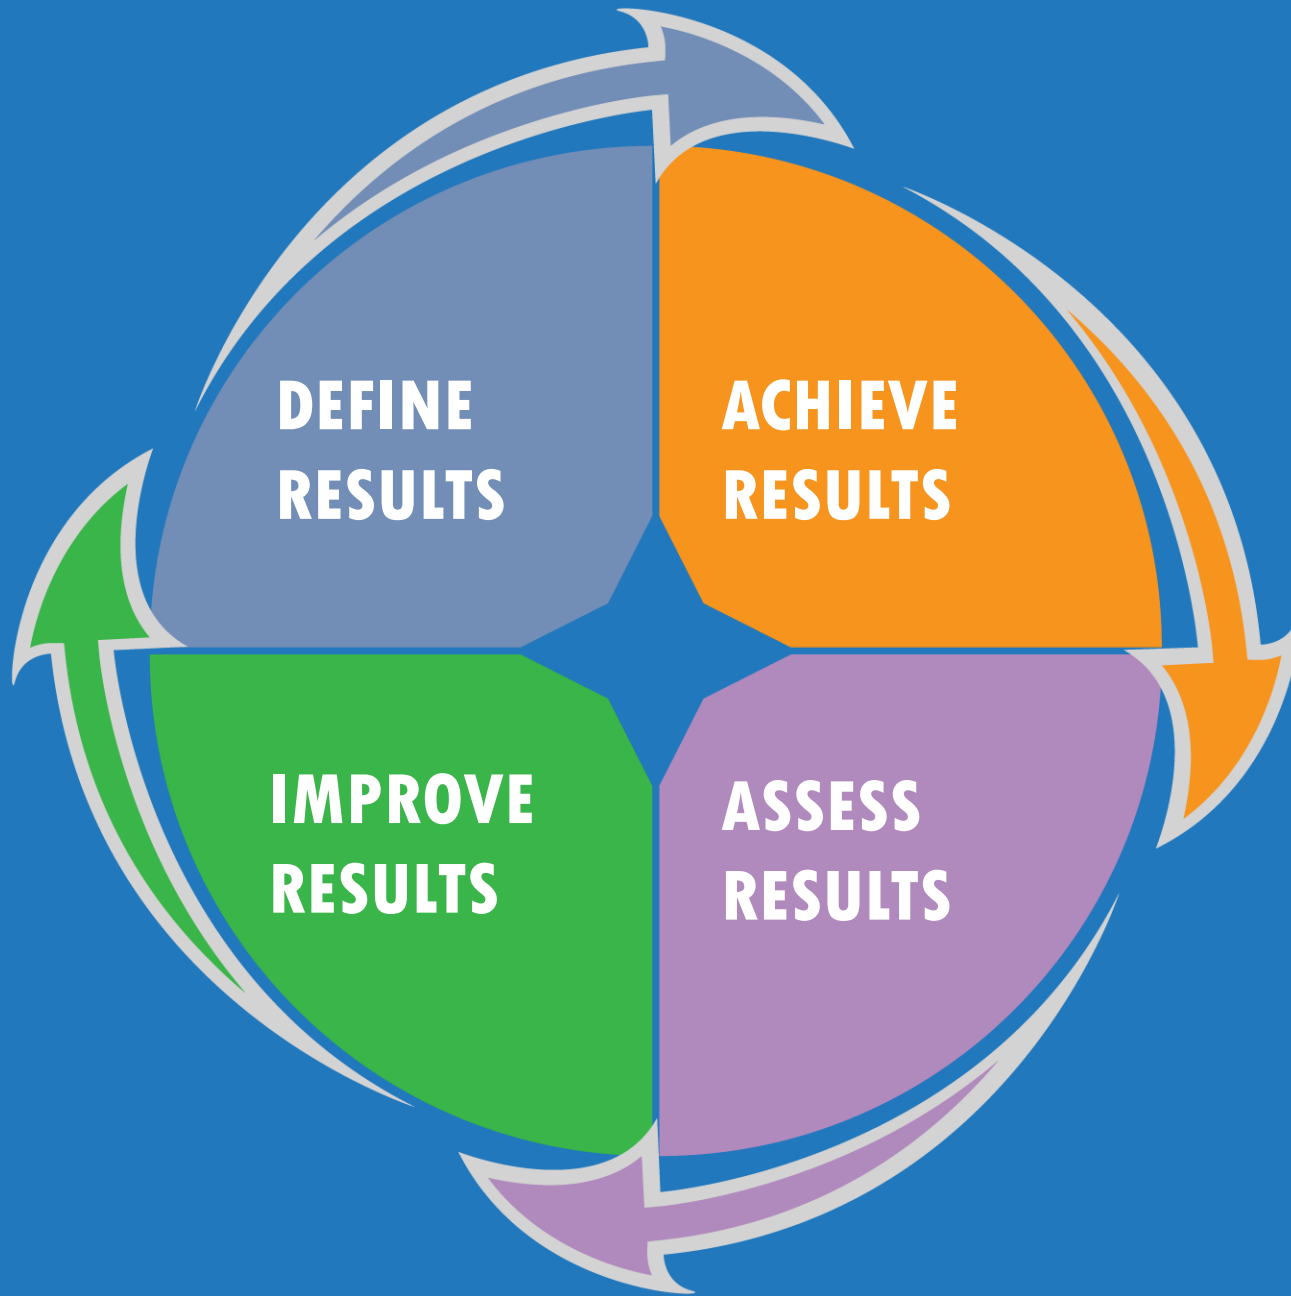 DEFINE
RESULTS
ACHIEVE
RESULTS
IMPROVE
RESULTS
ASSESS
RESULTS